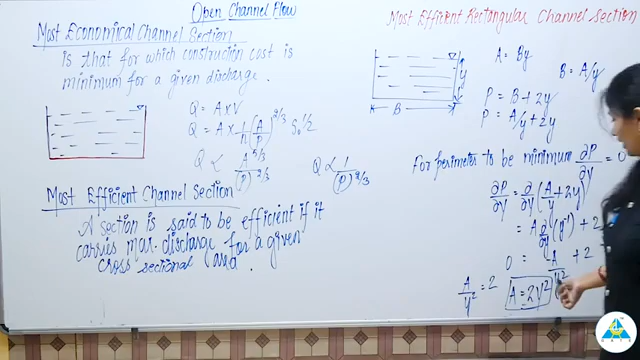 Open Channel Flow
Most Economical Channel Section
is that for which construction cost is
minimum for a given discharge.
Q = A×V
Q = A × 1/n (A/P)^2/3 S₀^1/2
Q ∝ A^5/3 / (P)^2/3
Q ∝ 1/(P)^2/3
Most Efficient Channel Section
A section is said to be efficient if it
carries max. discharge for a given
cross sectional area.
Most Efficient Rectangular Channel Section
y
B
A = By
B = A/y
P = B + 2y
P = A/y + 2y
For perimeter to be minimum ∂P/∂y = 0
∂P/∂y = ∂/∂y (A/y + 2y)
= A ∂/∂y (y⁻¹) + 2
0 = A/y² + 2
A/y² = 2
A = 2y²